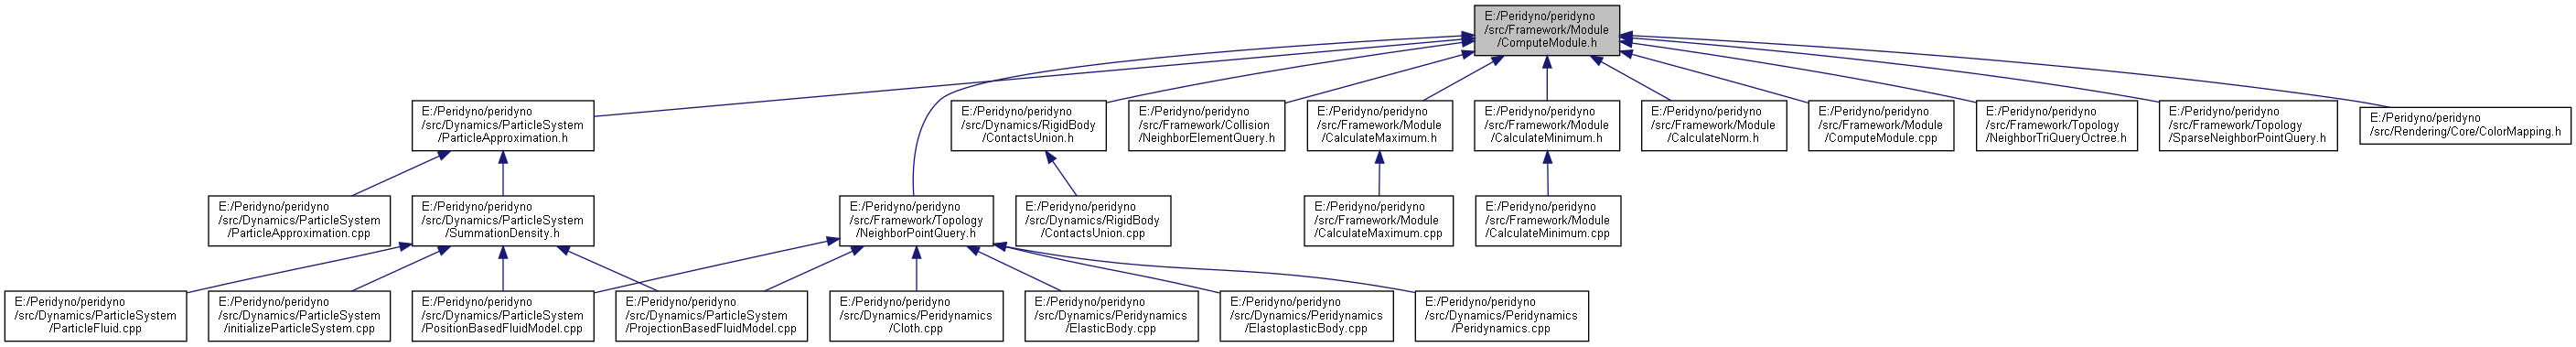 E:/Peridyno/peridyno
/src/Framework/Module
/ComputeModule.h
E:/Peridyno/peridyno
/src/Dynamics/ParticleSystem
/ParticleApproximation.h
E:/Peridyno/peridyno
/src/Dynamics/RigidBody
/ContactsUnion.h
E:/Peridyno/peridyno
/src/Framework/Collision
/NeighborElementQuery.h
E:/Peridyno/peridyno
/src/Framework/Module
/CalculateMaximum.h
E:/Peridyno/peridyno
/src/Framework/Module
/CalculateMinimum.h
E:/Peridyno/peridyno
/src/Framework/Module
/CalculateNorm.h
E:/Peridyno/peridyno
/src/Framework/Module
/ComputeModule.cpp
E:/Peridyno/peridyno
/src/Framework/Topology
/NeighborTriQueryOctree.h
E:/Peridyno/peridyno
/src/Framework/Topology
/SparseNeighborPointQuery.h
E:/Peridyno/peridyno
/src/Rendering/Core/ColorMapping.h
E:/Peridyno/peridyno
/src/Dynamics/ParticleSystem
/ParticleApproximation.cpp
E:/Peridyno/peridyno
/src/Dynamics/ParticleSystem
/SummationDensity.h
E:/Peridyno/peridyno
/src/Framework/Topology
/NeighborPointQuery.h
E:/Peridyno/peridyno
/src/Dynamics/RigidBody
/ContactsUnion.cpp
E:/Peridyno/peridyno
/src/Framework/Module
/CalculateMaximum.cpp
E:/Peridyno/peridyno
/src/Framework/Module
/CalculateMinimum.cpp
E:/Peridyno/peridyno
/src/Dynamics/ParticleSystem
/ParticleFluid.cpp
E:/Peridyno/peridyno
/src/Dynamics/ParticleSystem
/initializeParticleSystem.cpp
E:/Peridyno/peridyno
/src/Dynamics/ParticleSystem
/PositionBasedFluidModel.cpp
E:/Peridyno/peridyno
/src/Dynamics/ParticleSystem
/ProjectionBasedFluidModel.cpp
E:/Peridyno/peridyno
/src/Dynamics/Peridynamics
/Cloth.cpp
E:/Peridyno/peridyno
/src/Dynamics/Peridynamics
/ElasticBody.cpp
E:/Peridyno/peridyno
/src/Dynamics/Peridynamics
/ElastoplasticBody.cpp
E:/Peridyno/peridyno
/src/Dynamics/Peridynamics
/Peridynamics.cpp